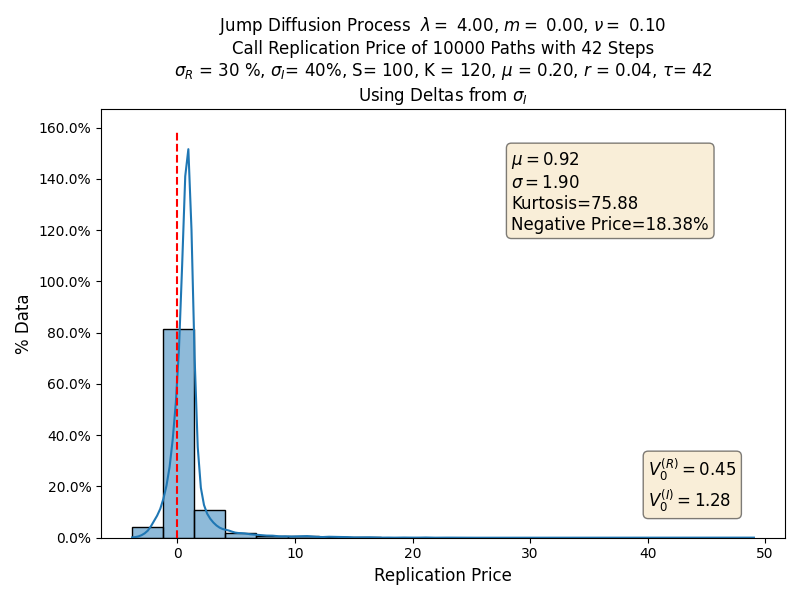 Jump Diffusion Process λ = 4.00, m = 0.00, ν = 0.10
Call Replication Price of 10000 Paths with 42 Steps
σ_R = 30 %, σ_I= 40%, S= 100, K = 120, μ = 0.20, r = 0.04, τ= 42
Using Deltas from σ_I
160.0%
140.0%
120.0%
100.0%
80.0%
60.0%
40.0%
20.0%
0.0%
% Data
μ = 0.92
σ = 1.90
Kurtosis=75.88
Negative Price=18.38%
V_0^(R) = 0.45
V_0^(I) = 1.28
0 10 20 30 40 50
Replication Price